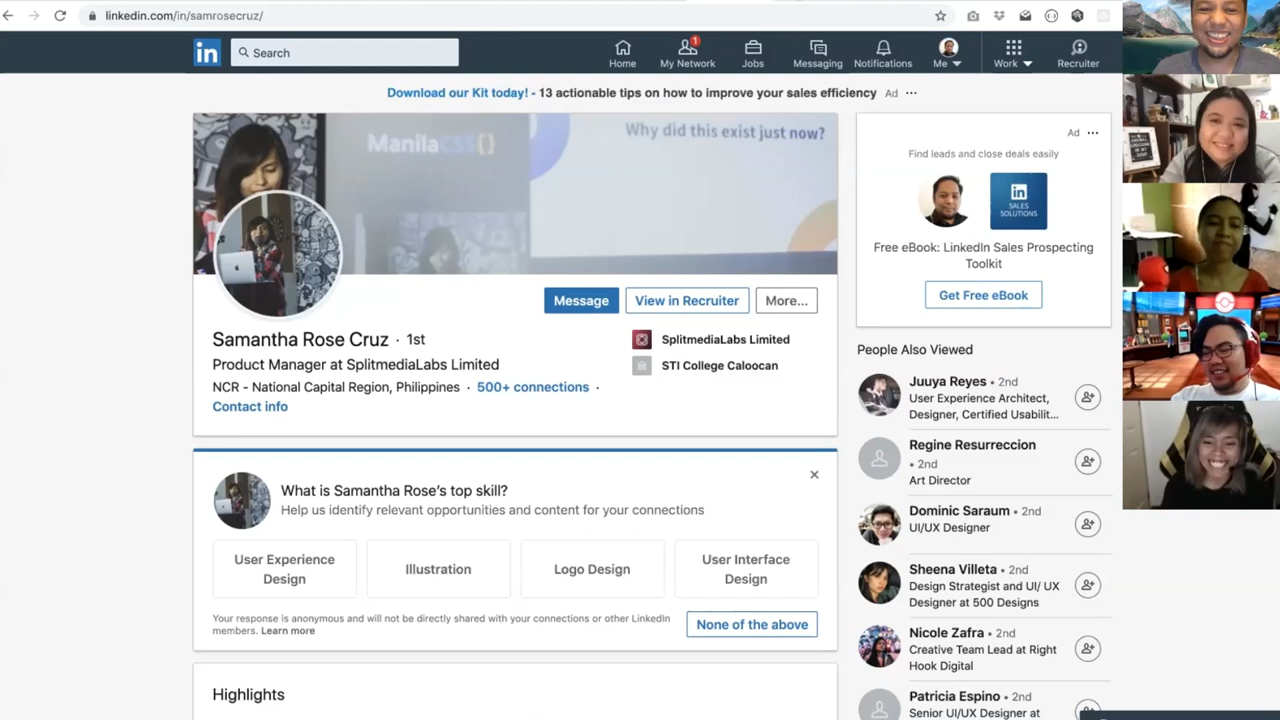 linkedin.com/in/samrosecruz/
in
Search
Home
My Network
1
Jobs
Messaging
Notifications
Me
Work
Recruiter
Download our Kit today! - 13 actionable tips on how to improve your sales efficiency Ad ...
Manila
{}
Why did this exist just now?
Samantha Rose Cruz · 1st
Product Manager at SplitmediaLabs Limited
NCR - National Capital Region, Philippines · 500+ connections ·
Contact info
Message
View in Recruiter
More...
SplitmediaLabs Limited
STI College Caloocan
What is Samantha Rose's top skill?
Help us identify relevant opportunities and content for your connections
User Experience
Design
Illustration
Logo Design
User Interface
Design
Your response is anonymous and will not be directly shared with your connections or other LinkedIn
members. Learn more
None of the above
Highlights
Ad ...
Find leads and close deals easily
in
SALES
SOLUTIONS
Free eBook: LinkedIn Sales Prospecting
Toolkit
Get Free eBook
People Also Viewed
Juuya Reyes • 2nd
User Experience Architect,
Designer, Certified Usabilit...
Regine Resurreccion
• 2nd
Art Director
Dominic Saraum • 2nd
UI/UX Designer
Sheena Villeta • 2nd
Design Strategist and UI/ UX
Designer at 500 Designs
Nicole Zafra • 2nd
Creative Team Lead at Right
Hook Digital
Patricia Espino • 2nd
Senior UI/UX Designer at